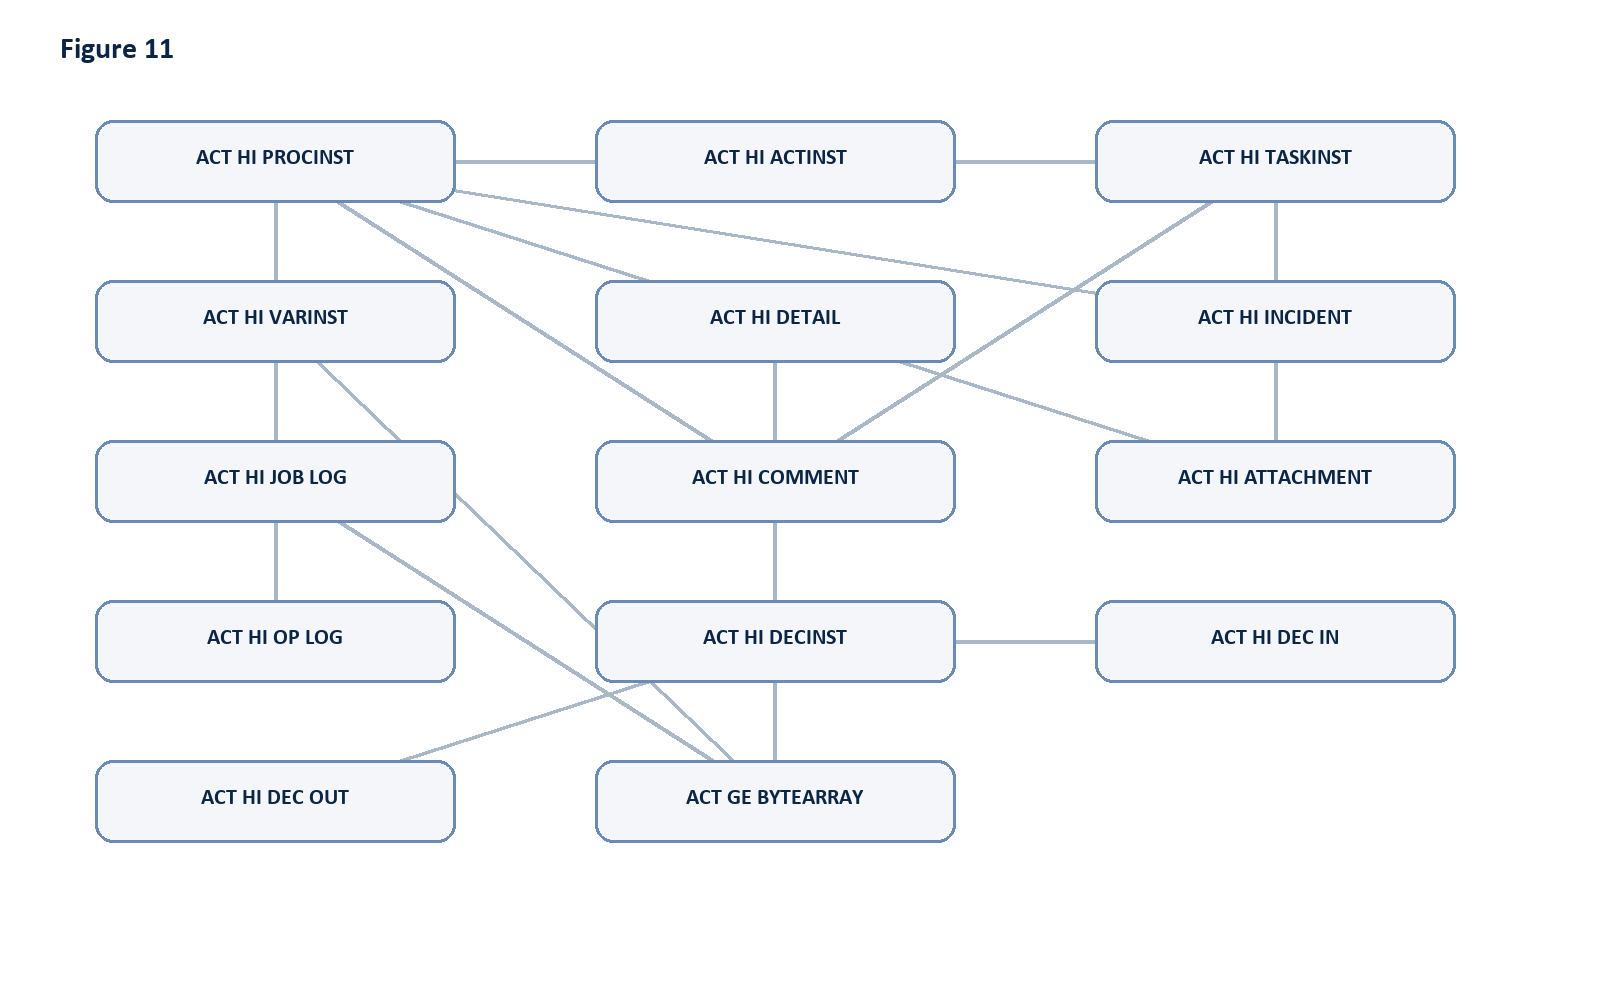 Figure 11
ACT HI PROCINST
ACT HI ACTINST
ACT HI TASKINST
ACT HI VARINST
ACT HI DETAIL
ACT HI INCIDENT
ACT HI JOB LOG
ACT HI COMMENT
ACT HI ATTACHMENT
ACT HI OP LOG
ACT HI DECINST
ACT HI DEC IN
ACT HI DEC OUT
ACT GE BYTEARRAY